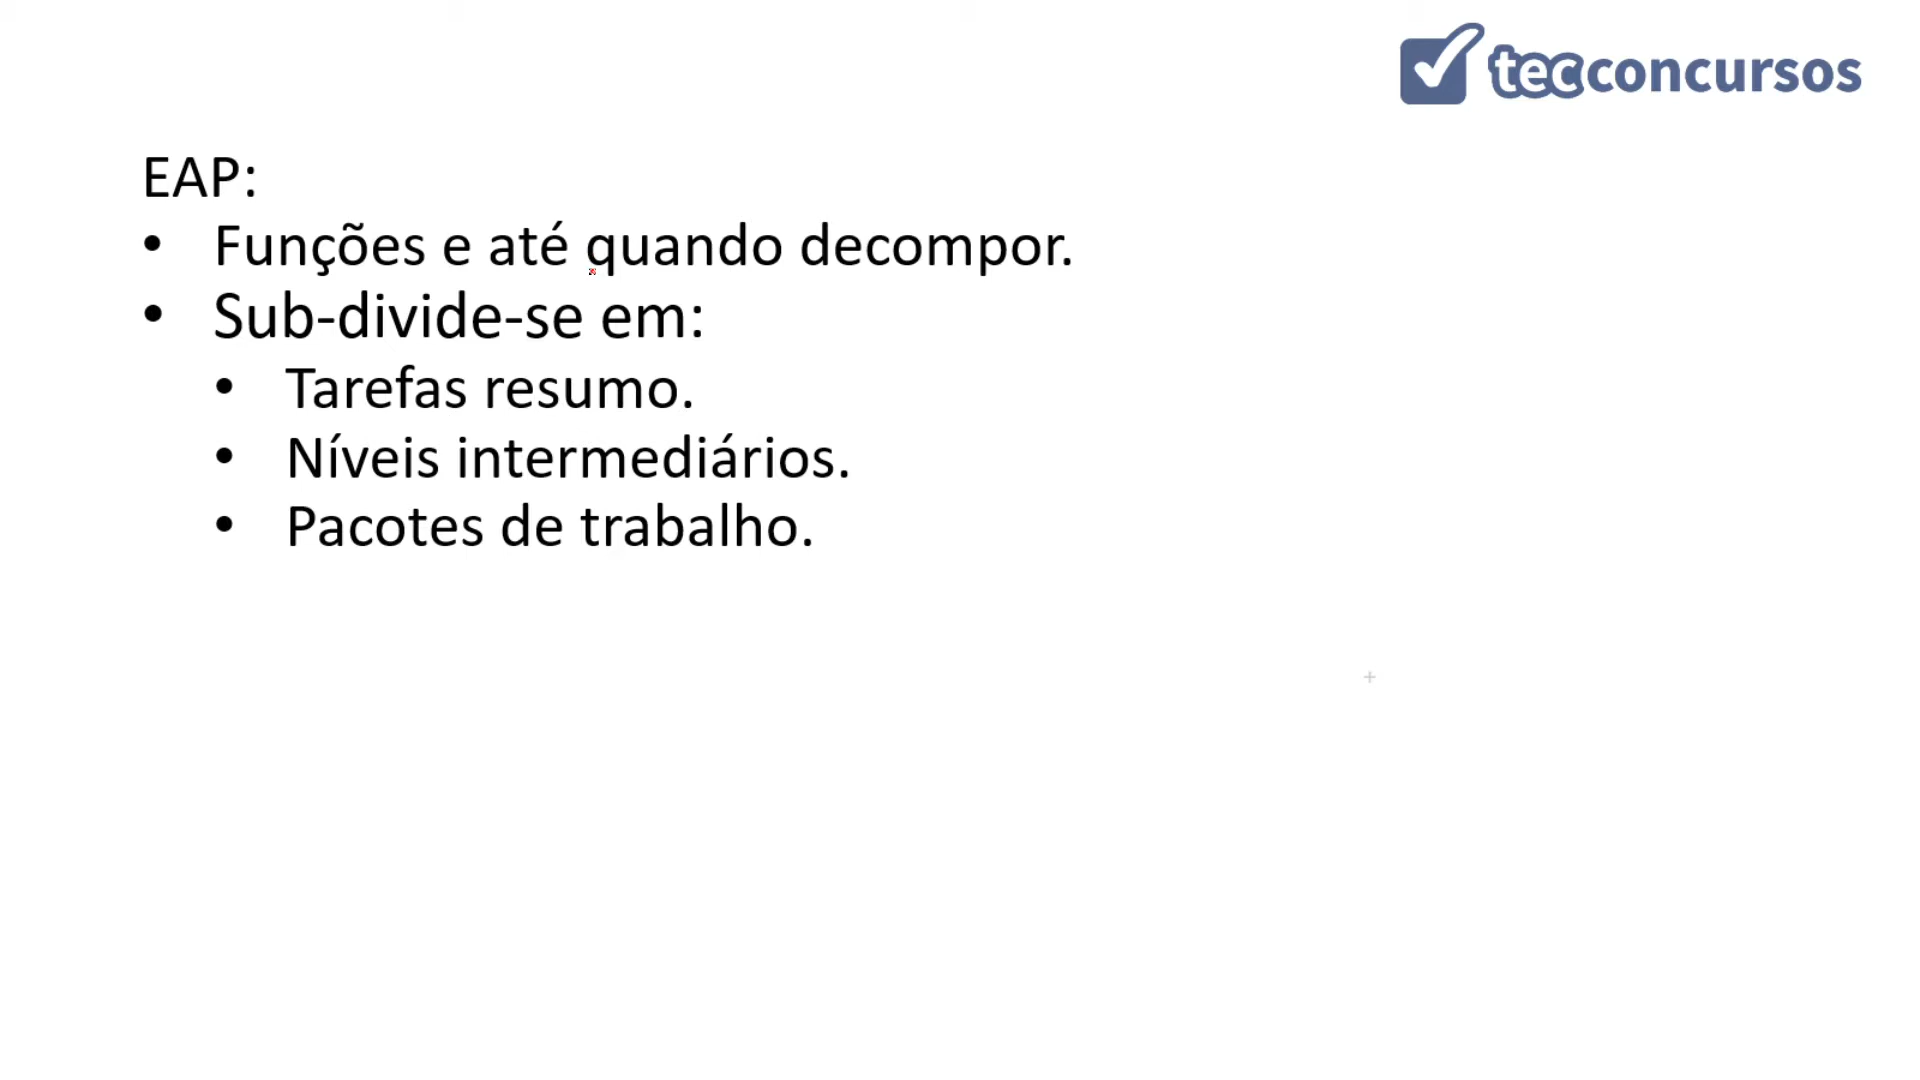 tecconcursos
EAP:
• Funções e até quando decompor.
• Sub-divide-se em:
• Tarefas resumo.
• Níveis intermediários.
• Pacotes de trabalho.